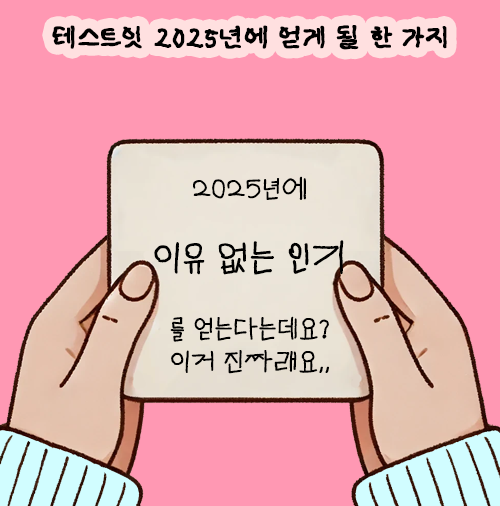 테스트잇 2025년에 얻게 될 한 가지
2025년에
이유 없는 인기
를 얻는다는데요?
이거 진짜래요,,